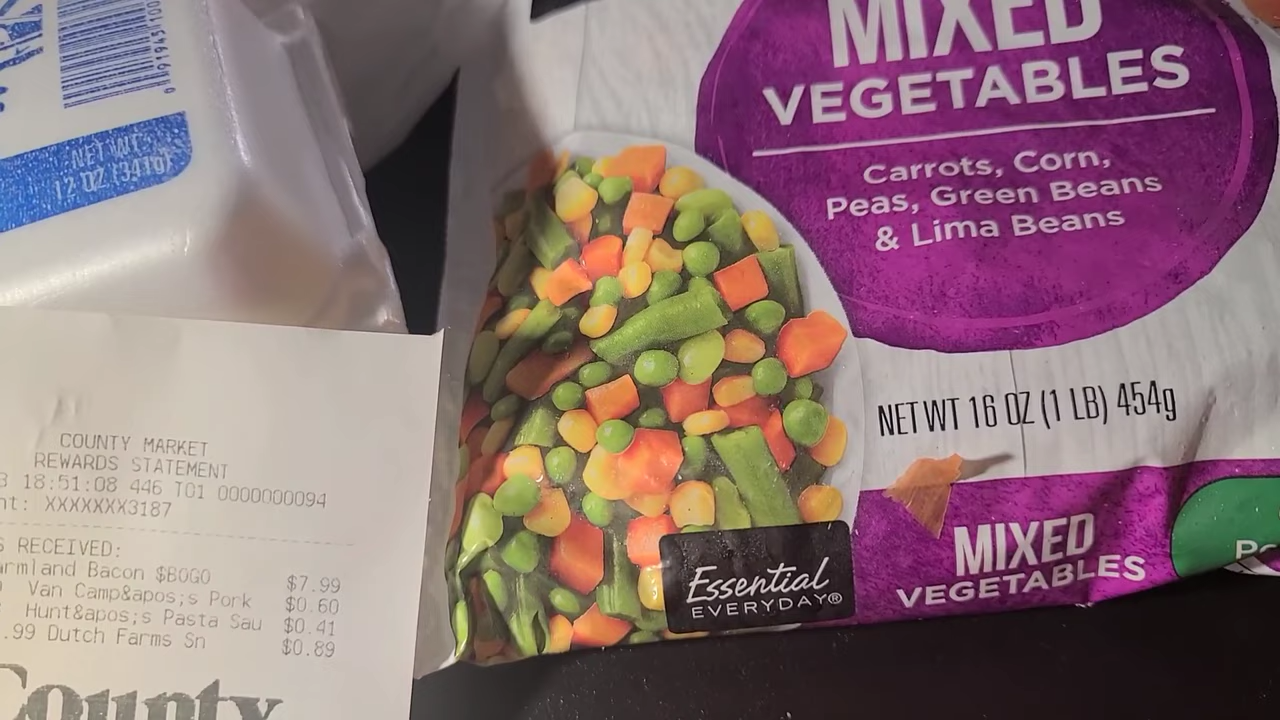 NET WT.
12 OZ (341g)
MIXED
VEGETABLES
Carrots, Corn,
Peas, Green Beans
& Lima Beans
NET WT 16 OZ (1 LB) 454g
MIXED
VEGETABLES
Essential
EVERYDAY®
COUNTY MARKET
REWARDS STATEMENT
18:51:08 446 T01 0000000094
nt: XXXXXXX3187
S RECEIVED:
armland Bacon $BOGO $7.99
Van Camp&apos;s Pork $0.60
Hunt&apos;s Pasta Sau $0.41
.99 Dutch Farms Sn $0.89
County